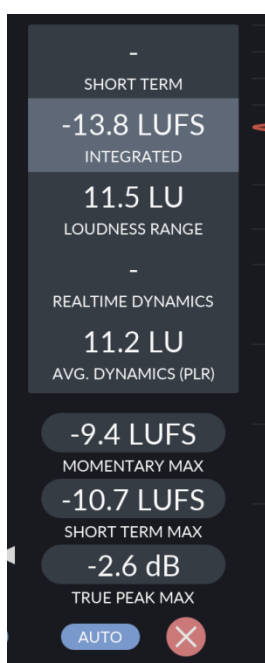 -
SHORT TERM
-13.8 LUFS
INTEGRATED
11.5 LU
LOUDNESS RANGE
-
REALTIME DYNAMICS
11.2 LU
AVG. DYNAMICS (PLR)
-9.4 LUFS
MOMENTARY MAX
-10.7 LUFS
SHORT TERM MAX
-2.6 dB
TRUE PEAK MAX
AUTO